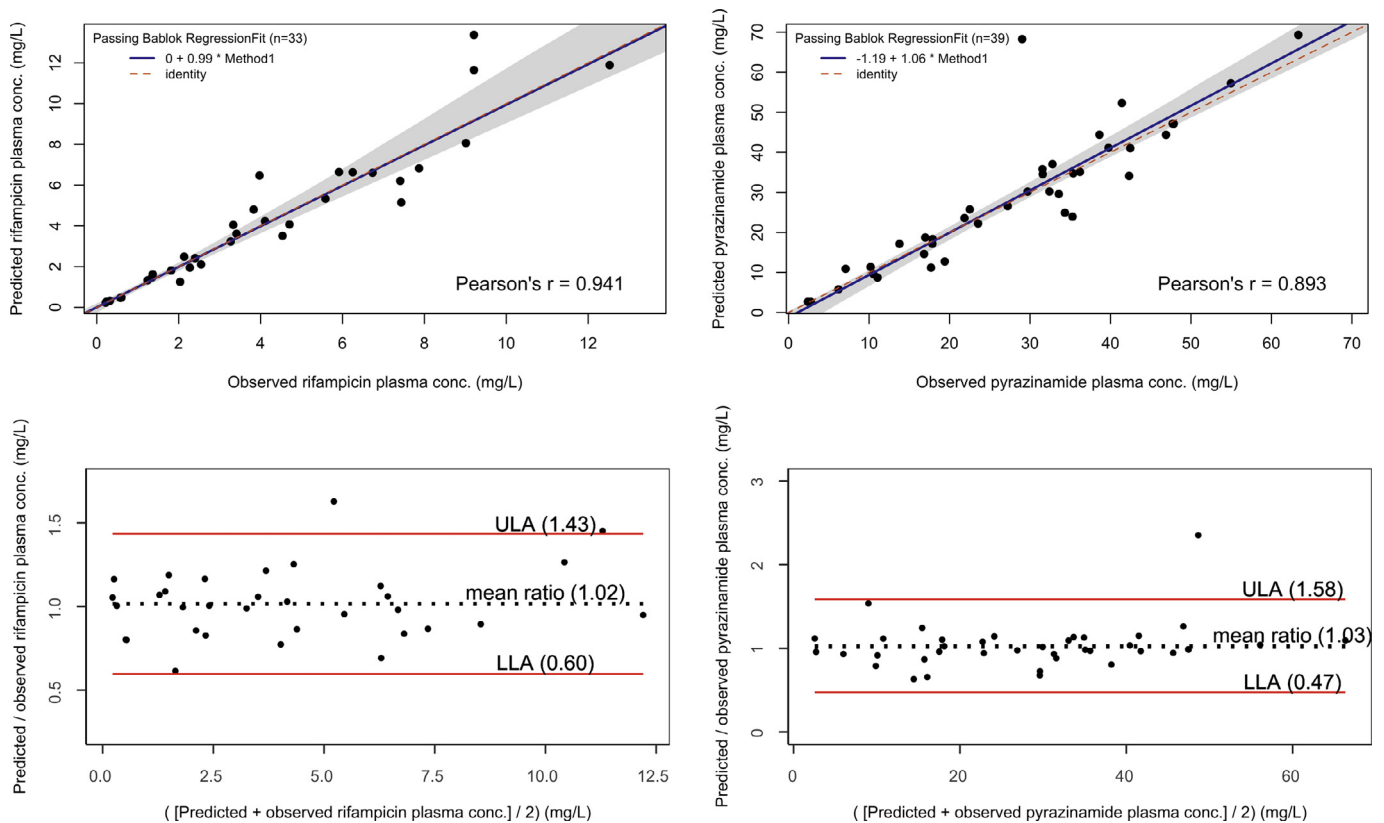 Predicted rifampicin plasma conc. (mg/L)
12
10
8
6
4
2
0
Passing Bablok RegressionFit (n=33)
0 + 0.99 * Method1
identity
Pearson's r = 0.941
0 2 4 6 8 10 12
Observed rifampicin plasma conc. (mg/L)
Predicted pyrazinamide plasma conc. (mg/L)
70
60
50
40
30
20
10
0
Passing Bablok RegressionFit (n=39)
-1.19 + 1.06 * Method1
identity
Pearson's r = 0.893
0 10 20 30 40 50 60 70
Observed pyrazinamide plasma conc. (mg/L)
Predicted / observed rifampicin plasma conc. (mg/L)
1.5
1.0
0.5
ULA (1.43)
mean ratio (1.02)
LLA (0.60)
0.0 2.5 5.0 7.5 10.0 12.5
( [Predicted + observed rifampicin plasma conc.] / 2) (mg/L)
Predicted / observed pyrazinamide plasma conc. (mg/L)
3
2
1
0
ULA (1.58)
mean ratio (1.03)
LLA (0.47)
0 20 40 60
( [Predicted + observed pyrazinamide plasma conc.] / 2) (mg/L)